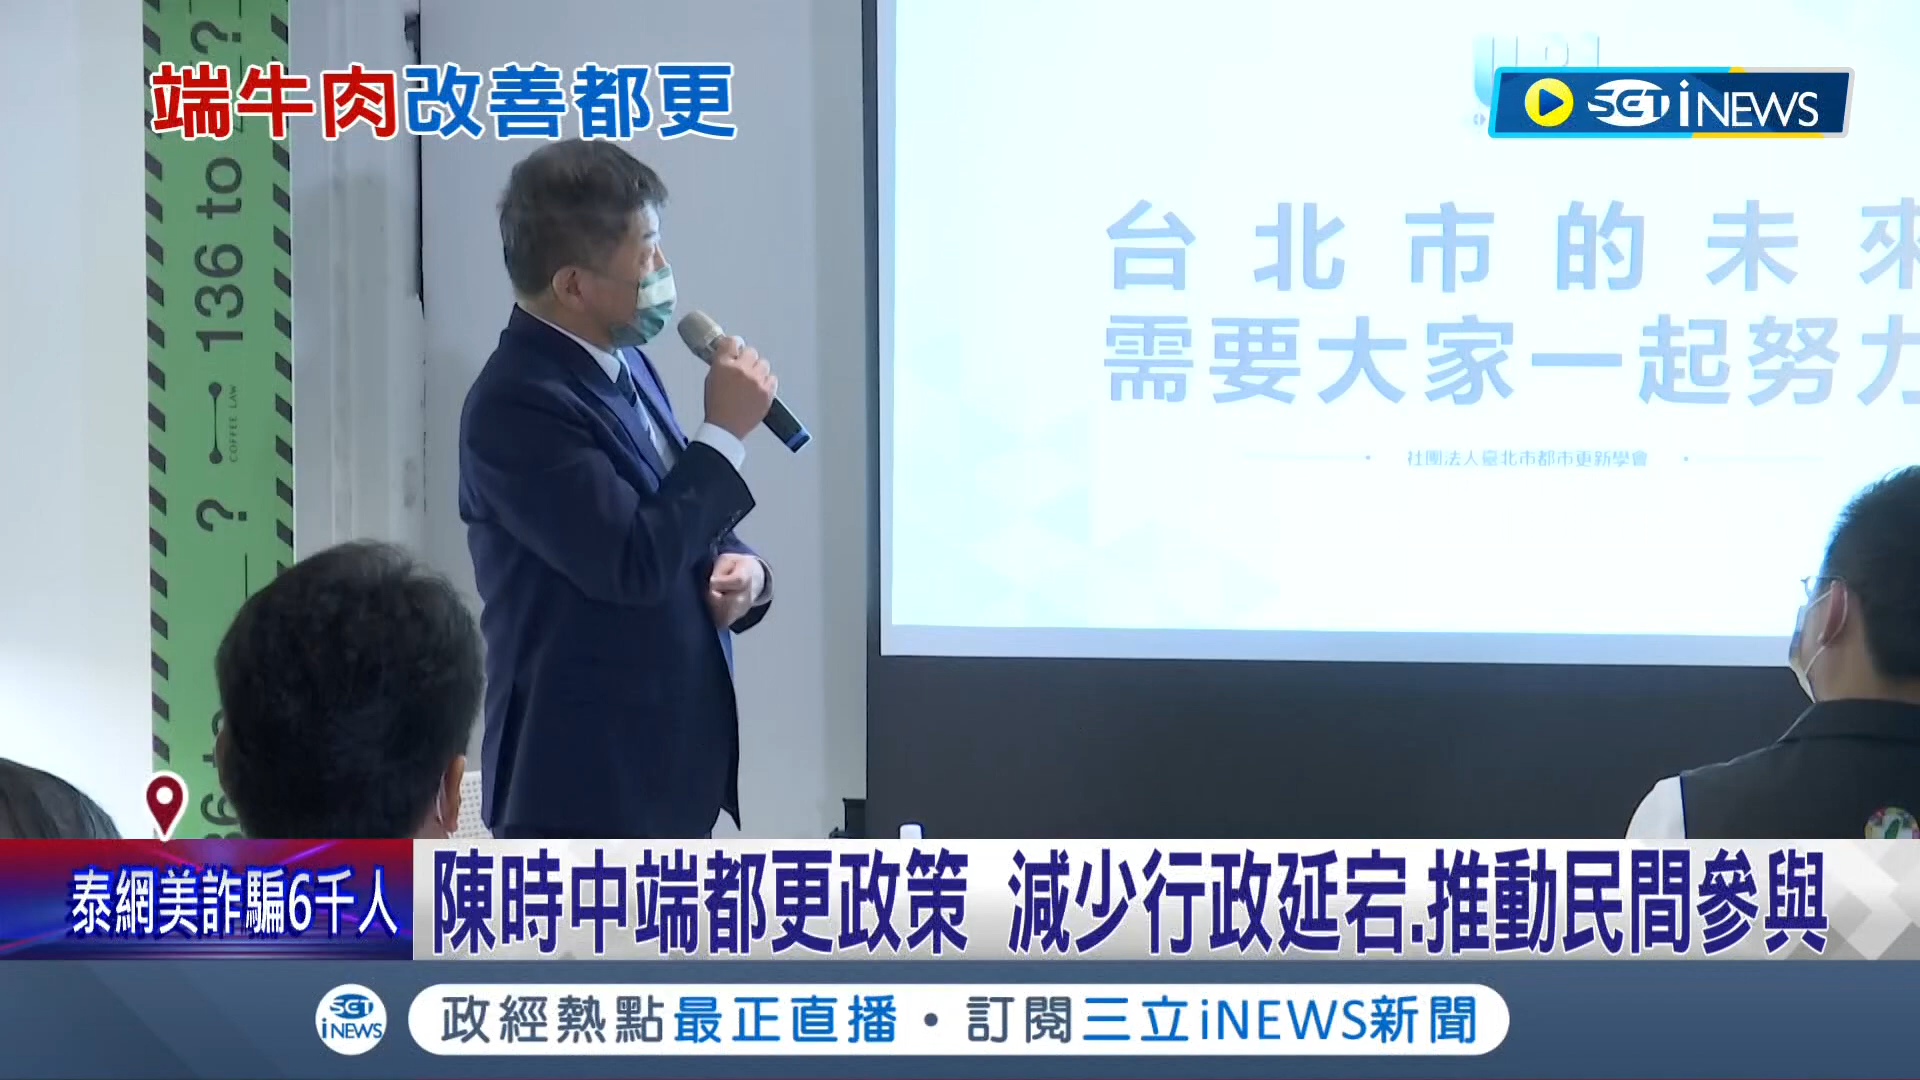 端牛肉改善都更
SET iNEWS
台北市的未來
需要大家一起努力
社團法人臺北市都市更新學會
136 to
?
COFFEE LAW
?
泰網美詐騙6千人
陳時中端都更政策 減少行政延宕.推動民間參與
SET iNEWS
政經熱點最正直播・訂閱三立iNEWS新聞